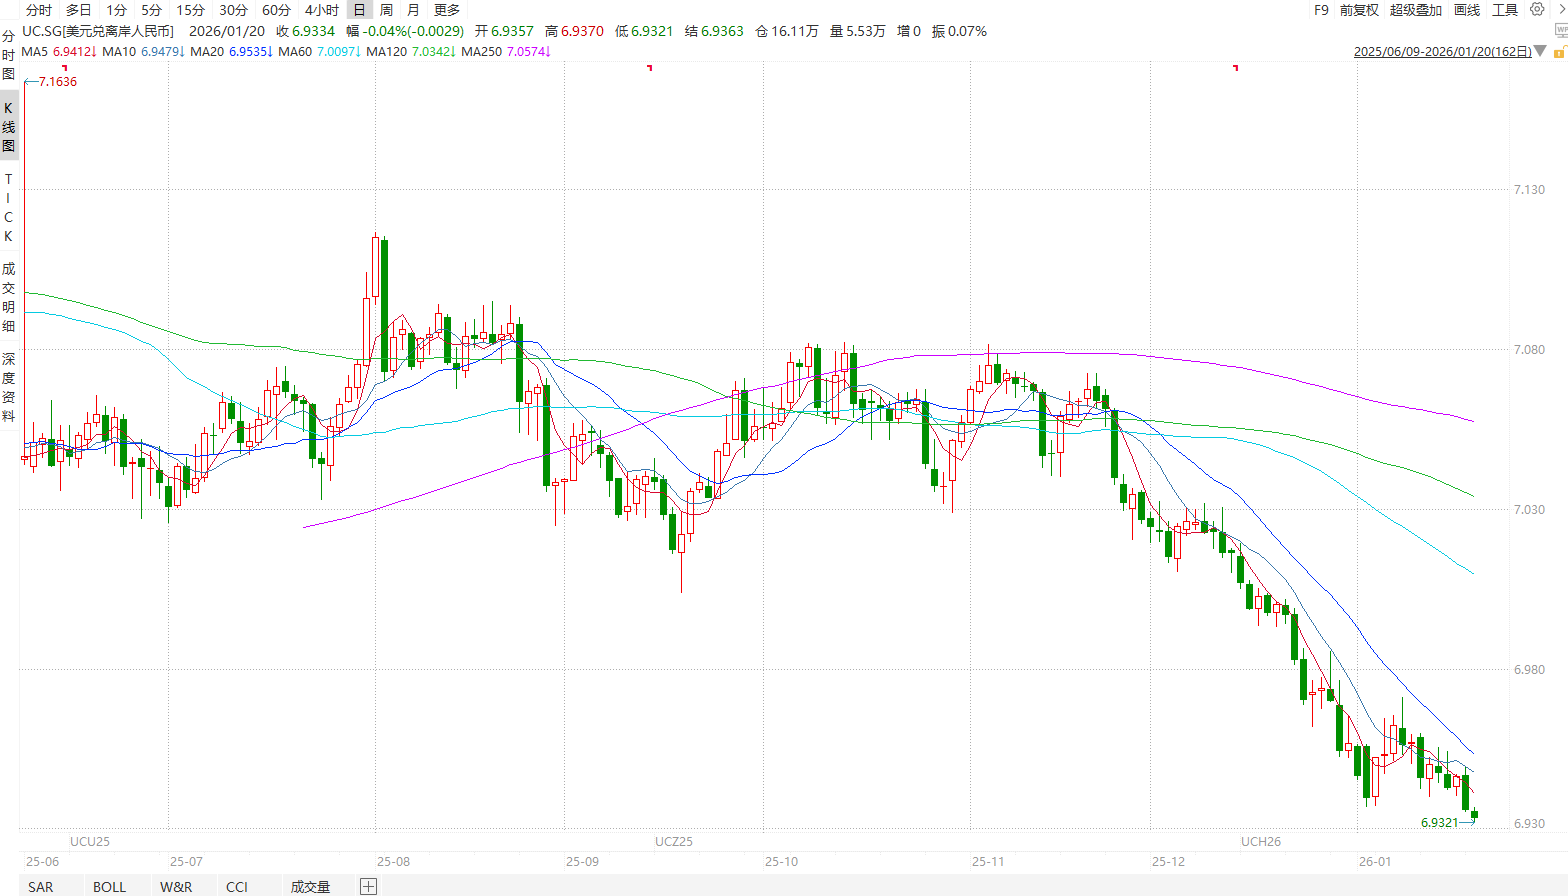 分时 多日 1分 5分 15分 30分 60分 4小时 日 周 月 更多 F9 前复权 超级叠加 画线 工具
UC.SG[美元兑离岸人民币] 2026/01/20 收 6.9334 幅 -0.04%(-0.0029) 开 6.9357 高 6.9370 低 6.9321 结 6.9363 仓 16.11万 量 5.53万 增 0 振 0.07%
MA5 6.9412↓ MA10 6.9479↓ MA20 6.9535↓ MA60 7.0097↓ MA120 7.0342↓ MA250 7.0574↓ 2025/06/09-2026/01/20(162日)
分时图
K线图
TICK
成交明细
深度资料
7.1636
7.130
7.080
7.030
6.980
6.930
6.9321
UCU25 UCZ25 UCH26
25-06 25-07 25-08 25-09 25-10 25-11 25-12 26-01
SAR BOLL W&R CCI 成交量